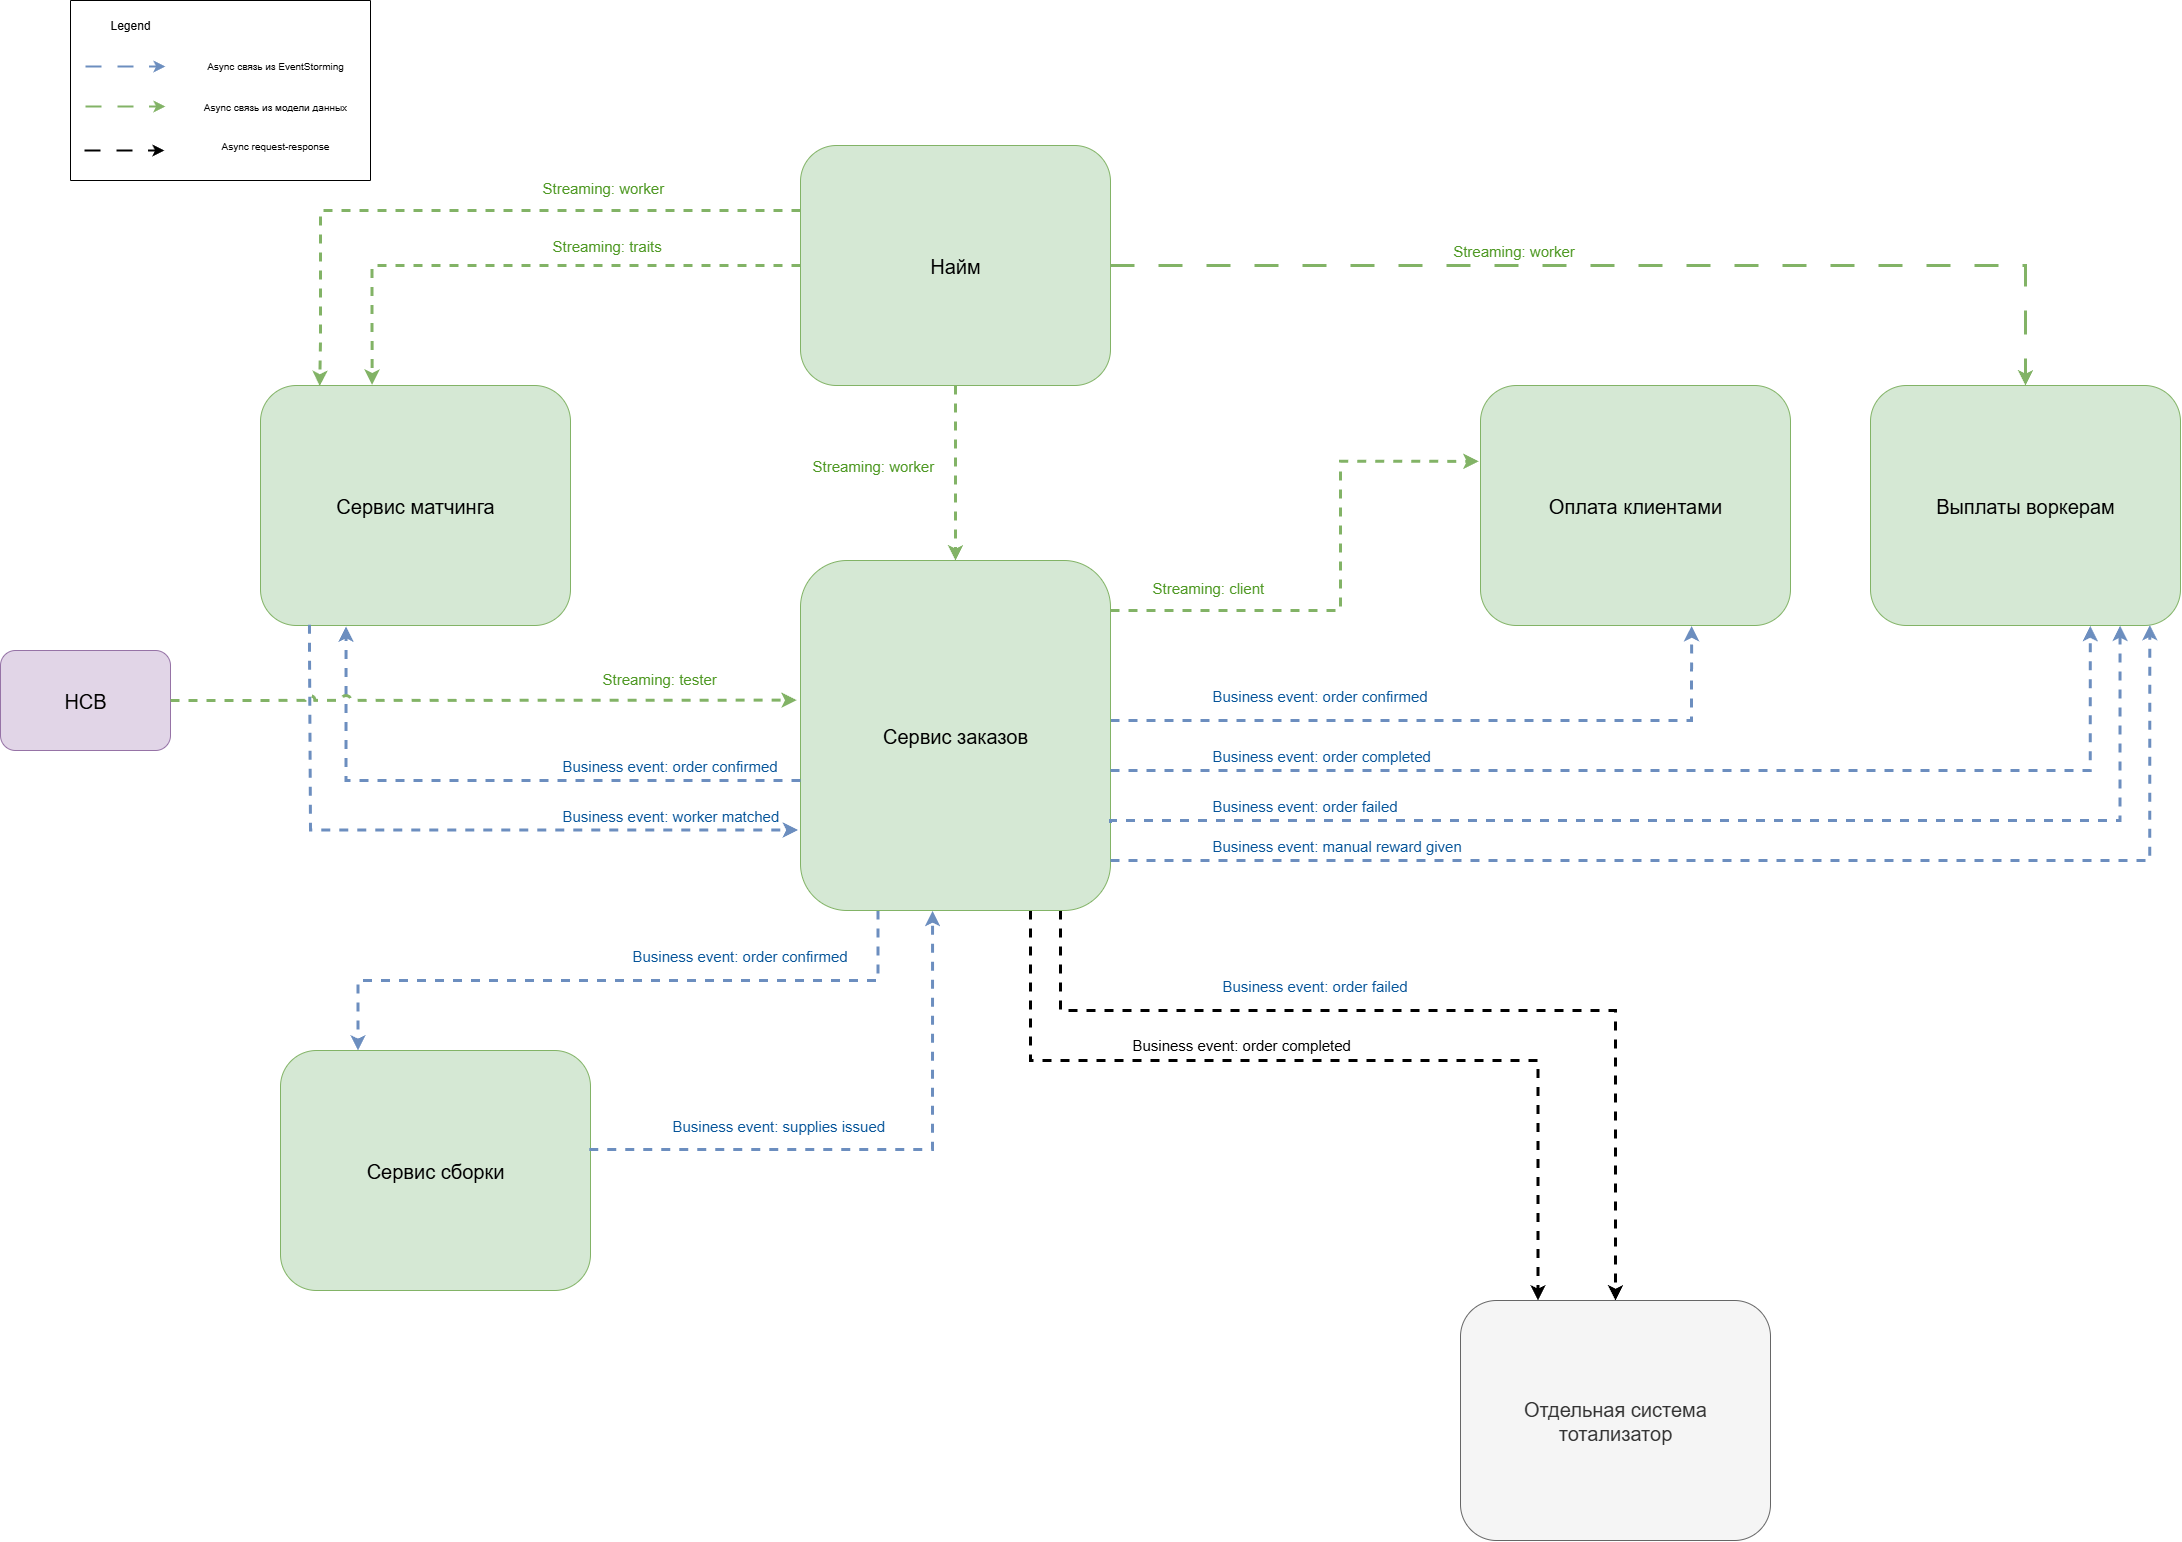 Legend
Async связь из EventStorming
Async связь из модели данных
Async request-response
Streaming: worker
Streaming: traits
Найм
Streaming: worker
Streaming: worker
Сервис матчинга
Оплата клиентами
Выплаты воркерам
Streaming: client
НСВ
Streaming: tester
Сервис заказов
Business event: order confirmed
Business event: worker matched
Business event: order confirmed
Business event: order completed
Business event: order failed
Business event: manual reward given
Business event: order confirmed
Business event: order failed
Business event: order completed
Business event: supplies issued
Сервис сборки
Отдельная система
тотализатор